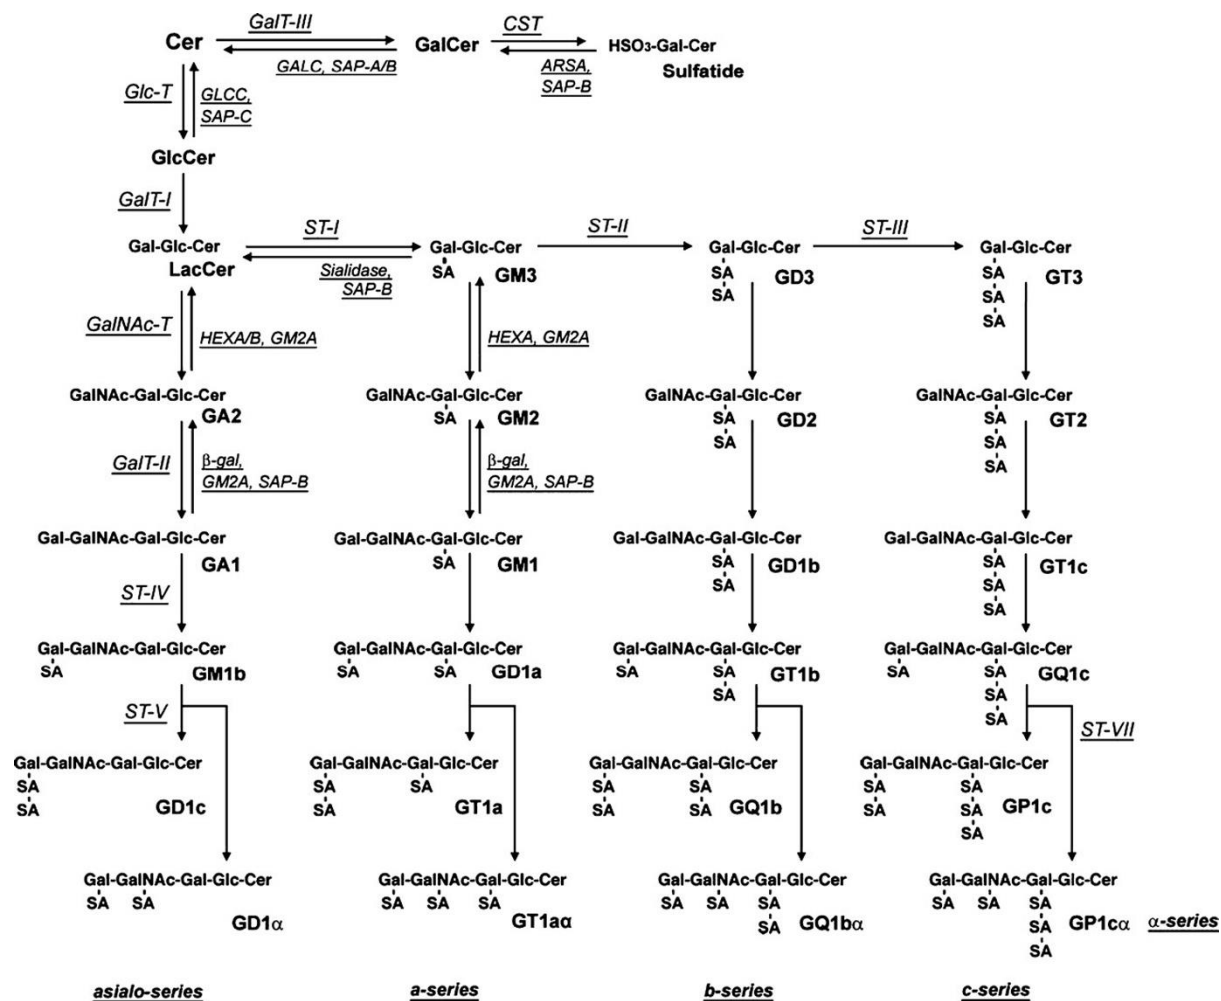 GalT-III
CST
Cer
GalCer
HSO3-Gal-Cer
Sulfatide
GALC, SAP-A/B
ARSA,
SAP-B
Glc-T
GLCC,
SAP-C
GlcCer
GalT-I
ST-I
ST-II
ST-III
Gal-Glc-Cer
LacCer
Sialidase,
SAP-B
Gal-Glc-Cer
SA
GM3
Gal-Glc-Cer
SA
SA
GD3
Gal-Glc-Cer
SA
SA
SA
GT3
GalNAc-T
HEXA/B, GM2A
HEXA, GM2A
GalNAc-Gal-Glc-Cer
GA2
GalNAc-Gal-Glc-Cer
SA
GM2
GalNAc-Gal-Glc-Cer
SA
SA
GD2
GalNAc-Gal-Glc-Cer
SA
SA
SA
GT2
GalT-II
β-gal,
GM2A, SAP-B
β-gal,
GM2A, SAP-B
Gal-GalNAc-Gal-Glc-Cer
GA1
Gal-GalNAc-Gal-Glc-Cer
SA
GM1
Gal-GalNAc-Gal-Glc-Cer
SA
SA
GD1b
Gal-GalNAc-Gal-Glc-Cer
SA
SA
SA
GT1c
ST-IV
Gal-GalNAc-Gal-Glc-Cer
SA
GM1b
Gal-GalNAc-Gal-Glc-Cer
SA SA
GD1a
Gal-GalNAc-Gal-Glc-Cer
SA SA
SA
GT1b
Gal-GalNAc-Gal-Glc-Cer
SA SA
SA
SA
GQ1c
ST-V
ST-VII
Gal-GalNAc-Gal-Glc-Cer
SA
SA
GD1c
Gal-GalNAc-Gal-Glc-Cer
SA SA
SA
GT1a
Gal-GalNAc-Gal-Glc-Cer
SA SA
SA SA
GQ1b
Gal-GalNAc-Gal-Glc-Cer
SA SA
SA SA
SA
GP1c
Gal-GalNAc-Gal-Glc-Cer
SA SA
GD1α
Gal-GalNAc-Gal-Glc-Cer
SA SA SA
GT1aα
Gal-GalNAc-Gal-Glc-Cer
SA SA SA
SA
GQ1bα
Gal-GalNAc-Gal-Glc-Cer
SA SA SA
SA
SA
GP1cα
α-series
asialo-series
a-series
b-series
c-series